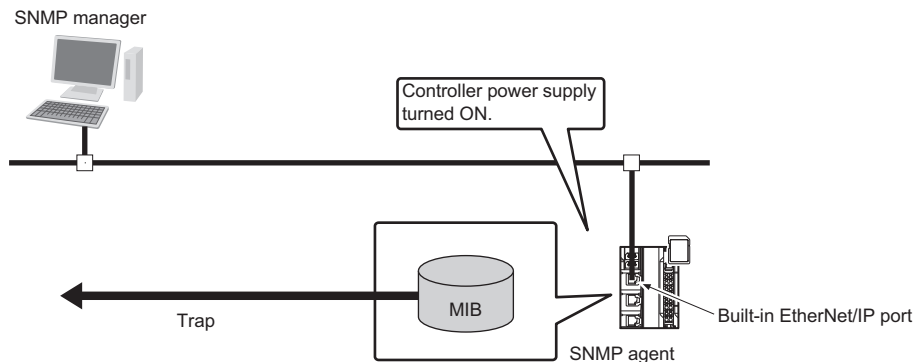 SNMP manager
Controller power supply
turned ON.
MIB
Trap
Built-in EtherNet/IP port
SNMP agent